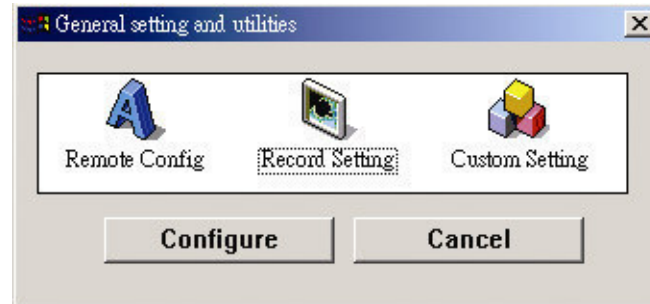 General setting and utilities
Remote Config Record Setting Custom Setting
Configure Cancel